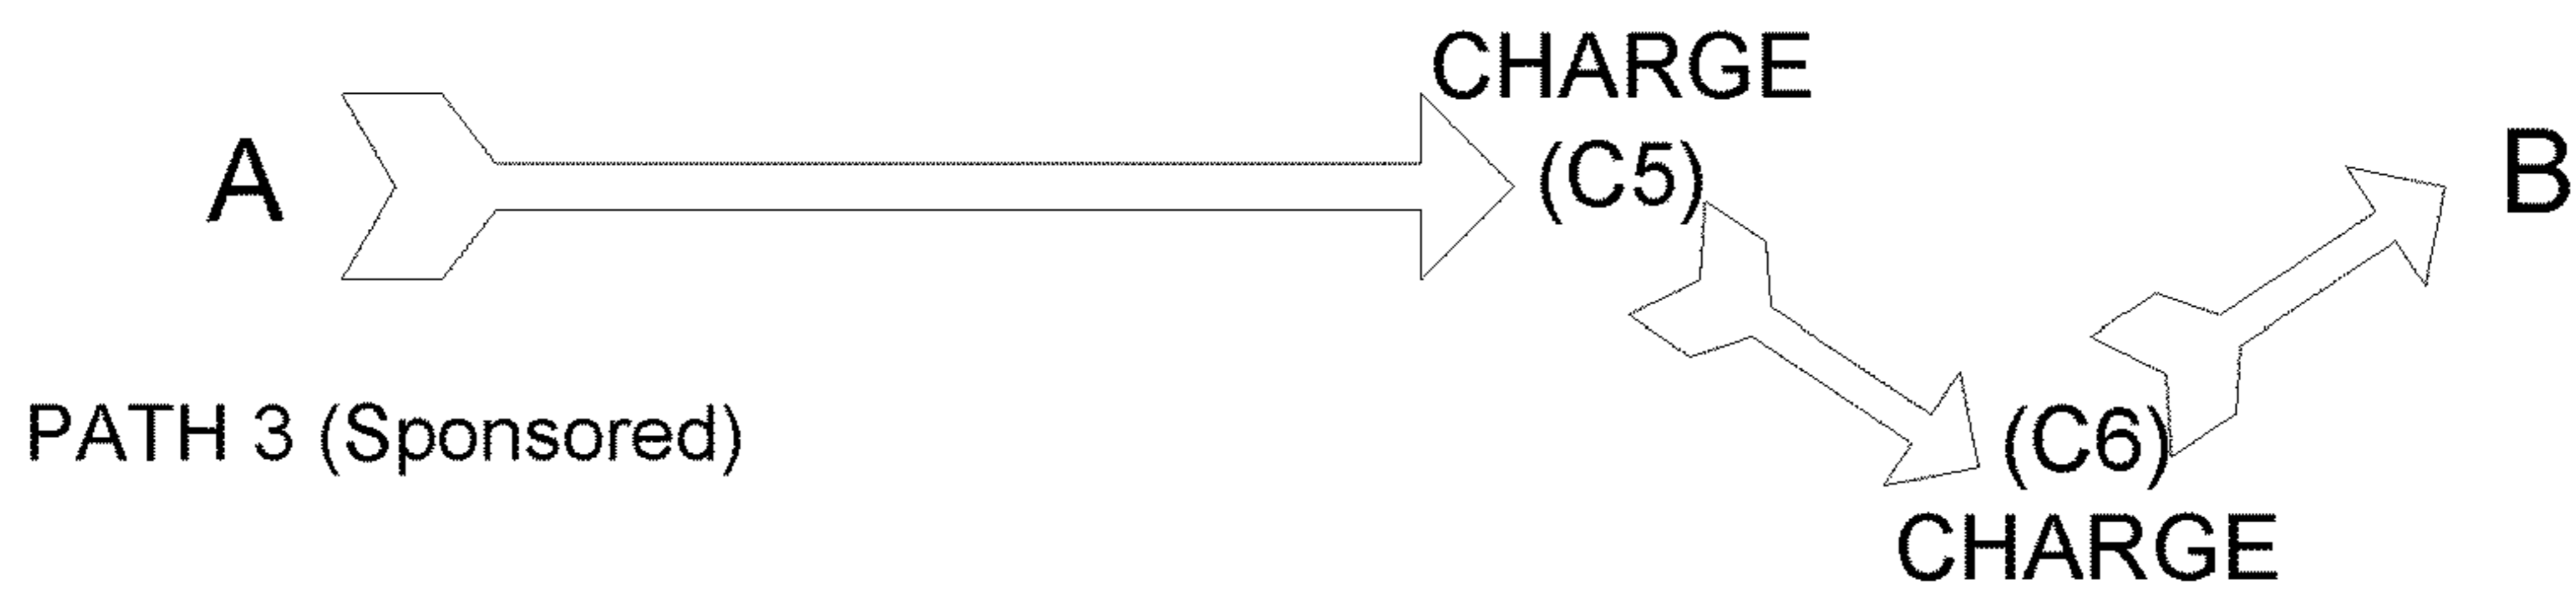 CHARGE
A
(C5)
B
PATH 3 (Sponsored)
(C6)
CHARGE